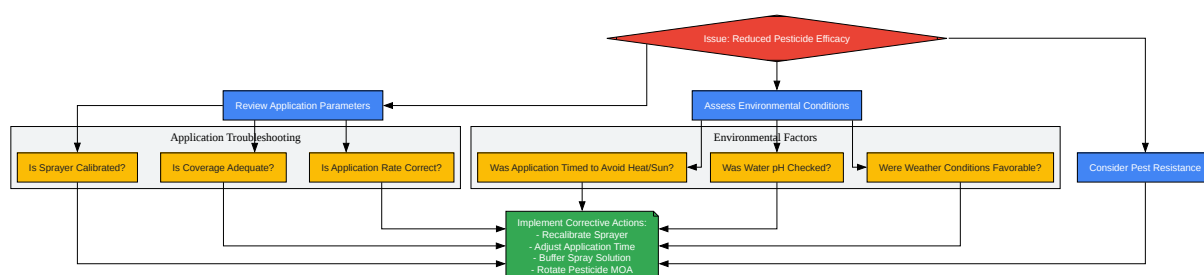 Issue: Reduced Pesticide Efficacy
Review Application Parameters
Assess Environmental Conditions
Application Troubleshooting
Environmental Factors
Is Sprayer Calibrated?
Is Coverage Adequate?
Is Application Rate Correct?
Was Application Timed to Avoid Heat/Sun?
Was Water pH Checked?
Were Weather Conditions Favorable?
Consider Pest Resistance
Implement Corrective Actions:
- Recalibrate Sprayer
- Adjust Application Time
- Buffer Spray Solution
- Rotate Pesticide MOA